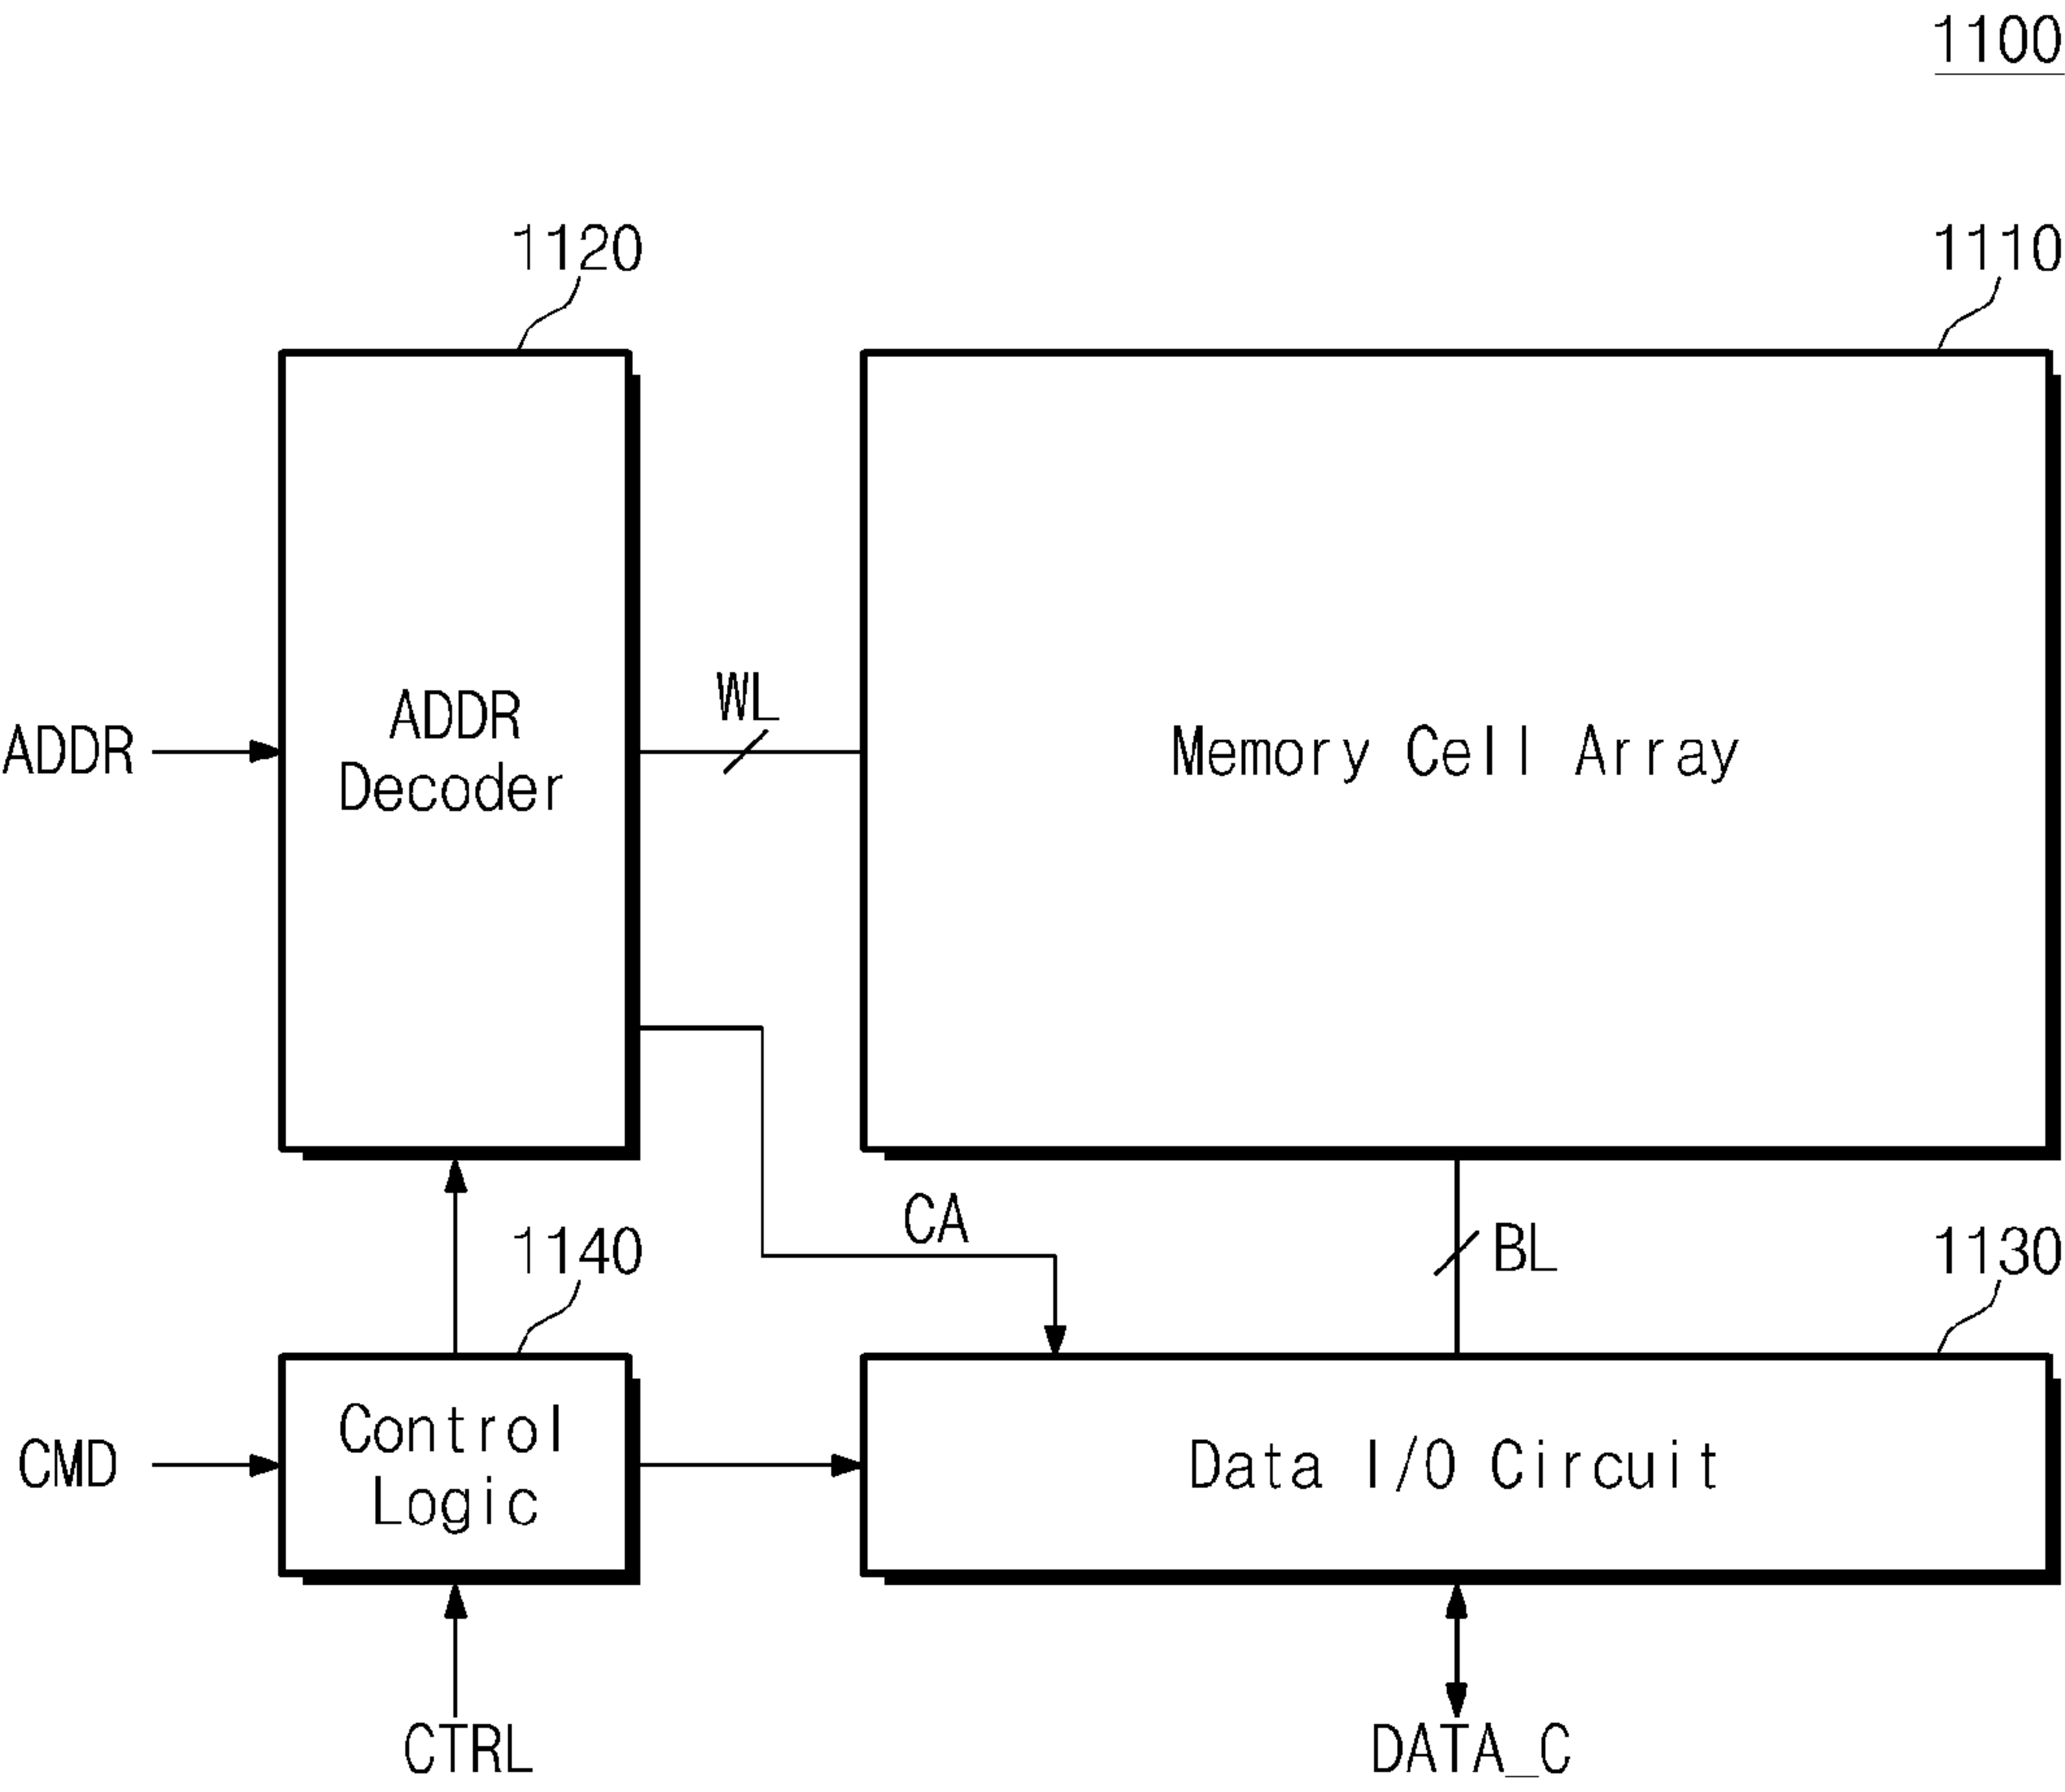 1100
1120
1110
ADDR
ADDR
Decoder
WL
Memory Cell Array
CA
1140
BL
1130
CMD
Control
Logic
Data I/O Circuit
CTRL
DATA_C